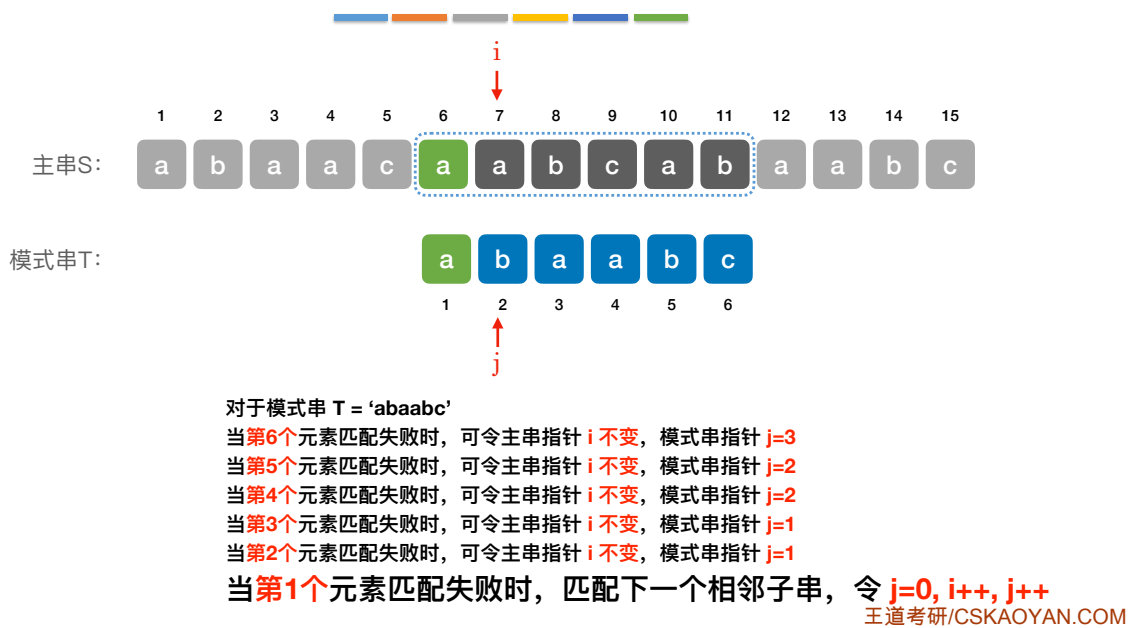 i
1 2 3 4 5 6 7 8 9 10 11 12 13 14 15
主串S: a b a a c a a b c a b a a b c
模式串T: a b a a b c
1 2 3 4 5 6
j
对于模式串 T = ‘abaabc’
当第6个元素匹配失败时，可令主串指针 i 不变，模式串指针 j=3
当第5个元素匹配失败时，可令主串指针 i 不变，模式串指针 j=2
当第4个元素匹配失败时，可令主串指针 i 不变，模式串指针 j=2
当第3个元素匹配失败时，可令主串指针 i 不变，模式串指针 j=1
当第2个元素匹配失败时，可令主串指针 i 不变，模式串指针 j=1
当第1个元素匹配失败时，匹配下一个相邻子串，令 j=0, i++, j++
王道考研/CSKAOYAN.COM